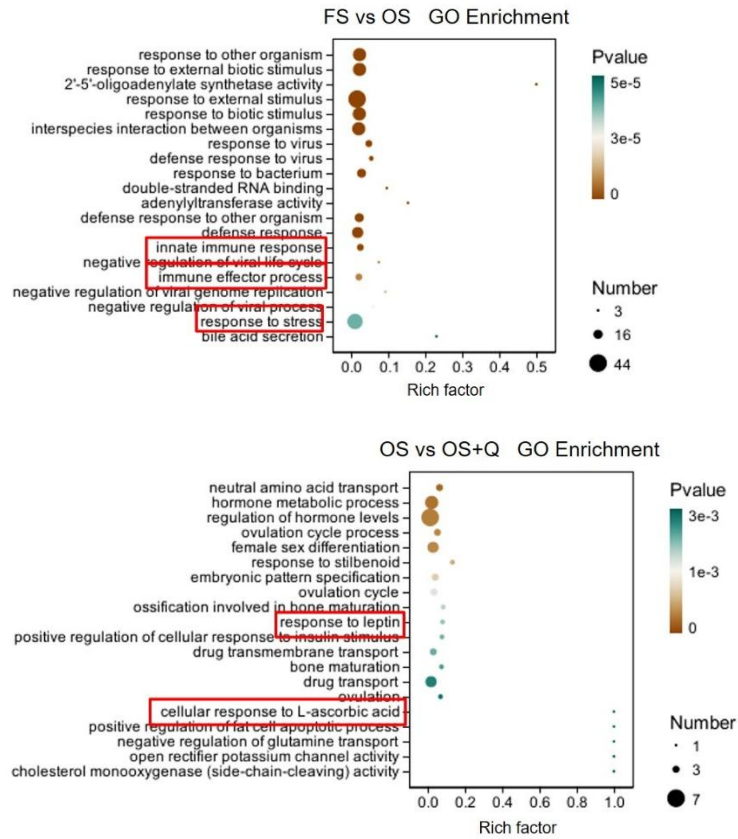 FS vs OS GO Enrichment
response to other organism
response to external biotic stimulus
2'-5'-oligoadenylate synthetase activity
response to external stimulus
response to biotic stimulus
interspecies interaction between organisms
response to virus
defense response to virus
response to bacterium
double-stranded RNA binding
adenylyltransferase activity
defense response to other organism
defense response
innate immune response
negative regulation of viral life cycle
immune effector process
negative regulation of viral genome replication
negative regulation of viral process
response to stress
bile acid secretion
0.0 0.1 0.2 0.3 0.4 0.5
Rich factor
Pvalue
5e-5
3e-5
0
Number
3
16
44
OS vs OS+Q GO Enrichment
neutral amino acid transport
hormone metabolic process
regulation of hormone levels
ovulation cycle process
female sex differentiation
response to stilbenoid
embryonic pattern specification
ovulation cycle
ossification involved in bone maturation
response to leptin
positive regulation of cellular response to insulin stimulus
drug transmembrane transport
bone maturation
drug transport
ovulation
cellular response to L-ascorbic acid
positive regulation of fat cell apoptotic process
negative regulation of glutamine transport
open rectifier potassium channel activity
cholesterol monooxygenase (side-chain-cleaving) activity
0.0 0.2 0.4 0.6 0.8 1.0
Rich factor
Pvalue
3e-3
1e-3
0
Number
1
3
7